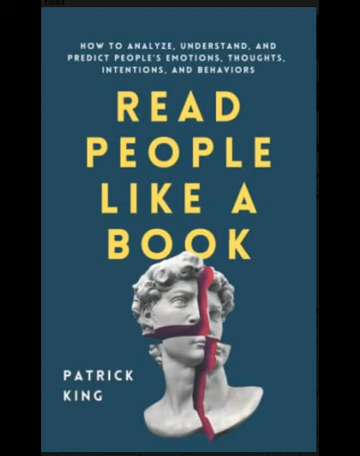 HOW TO ANALYZE, UNDERSTAND, AND
PREDICT PEOPLE'S EMOTIONS, THOUGHTS,
INTENTIONS, AND BEHAVIORS
READ
PEOPLE
LIKE A
BOOK
PATRICK
KING